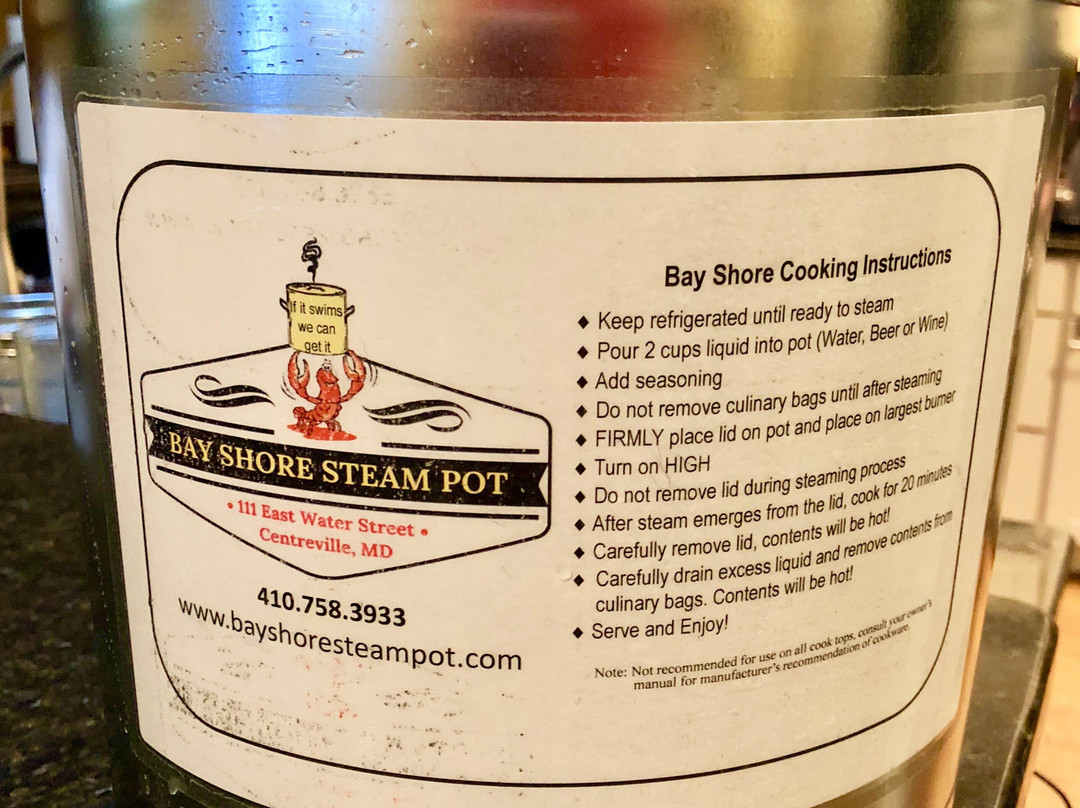 If it swims
we can
get it
BAY SHORE STEAM POT
• 111 East Water Street •
Centreville, MD
410.758.3933
www.bayshoresteampot.com
Bay Shore Cooking Instructions
◆ Keep refrigerated until ready to steam
◆ Pour 2 cups liquid into pot (Water, Beer or Wine)
◆ Add seasoning
◆ Do not remove culinary bags until after steaming
◆ FIRMLY place lid on pot and place on largest burner
◆ Turn on HIGH
◆ Do not remove lid during steaming process
◆ After steam emerges from the lid, cook for 20 minutes
◆ Carefully remove lid, contents will be hot!
◆ Carefully drain excess liquid and remove contents from
culinary bags. Contents will be hot!
◆ Serve and Enjoy!
Note: Not recommended for use on all cook tops, consult your owner's
manual for manufacturer's recommendation of cookware.